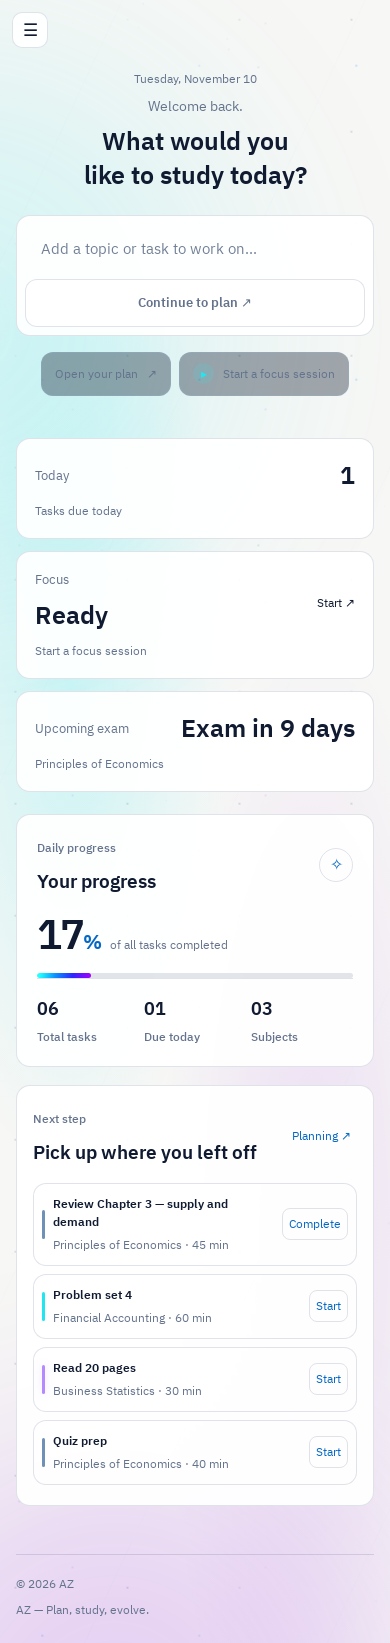 ☰
Tuesday, November 10
Welcome back.
What would you
like to study today?
Add a topic or task to work on...
Continue to plan ↗
Open your plan ↗
Start a focus session
Today
1
Tasks due today
Focus
Ready
Start ↗
Start a focus session
Upcoming exam
Exam in 9 days
Principles of Economics
Daily progress
Your progress
17% of all tasks completed
06
01
03
Total tasks
Due today
Subjects
Next step
Pick up where you left off
Planning ↗
Review Chapter 3 — supply and
demand
Principles of Economics · 45 min
Complete
Problem set 4
Financial Accounting · 60 min
Start
Read 20 pages
Business Statistics · 30 min
Start
Quiz prep
Principles of Economics · 40 min
Start
© 2026 AZ
AZ — Plan, study, evolve.